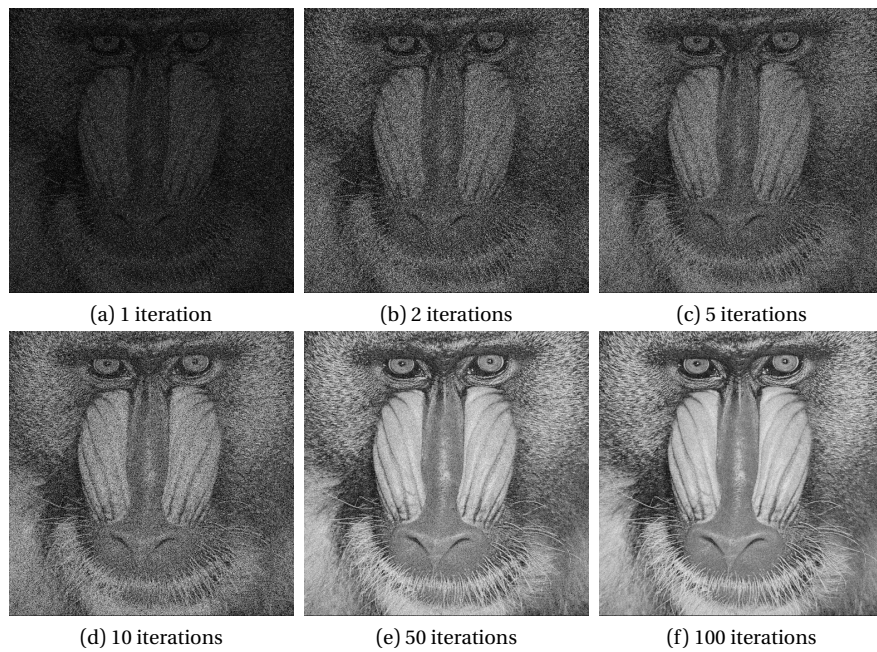 (a) 1 iteration
(b) 2 iterations
(c) 5 iterations
(d) 10 iterations
(e) 50 iterations
(f) 100 iterations